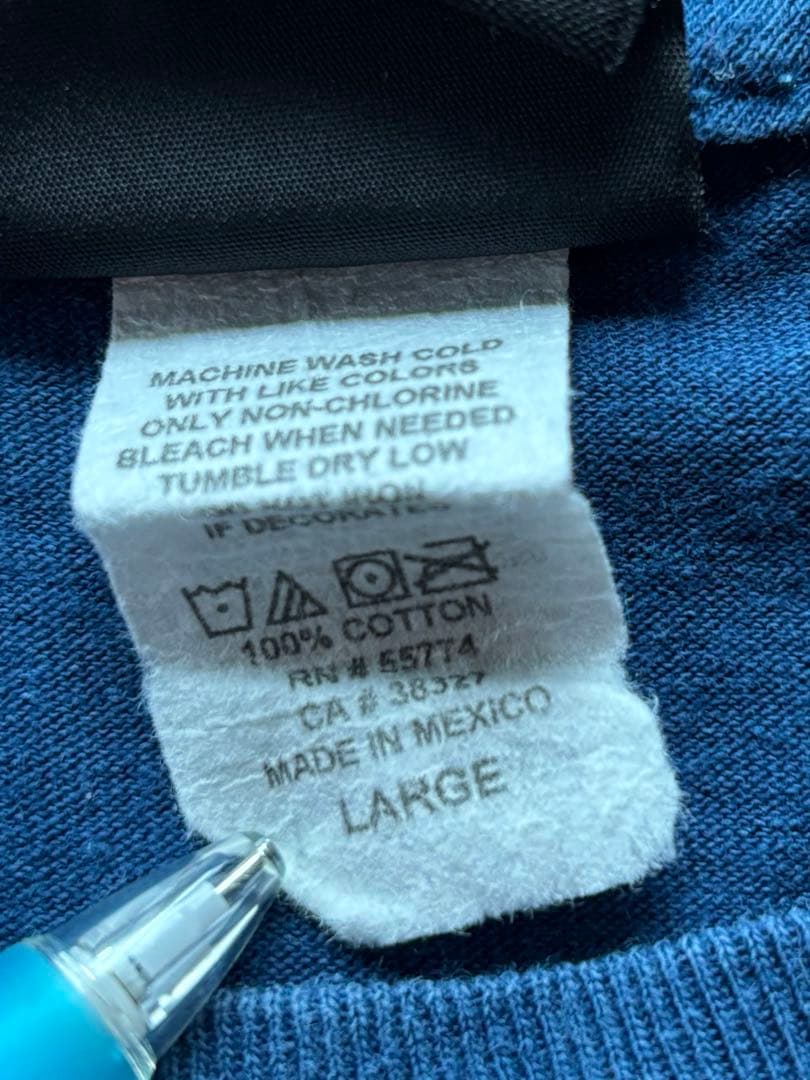 MACHINE WASH COLD
WITH LIKE COLORS
ONLY NON-CHLORINE
BLEACH WHEN NEEDED
TUMBLE DRY LOW
IRON
IF DECORATED
100% COTTON
RN # 55774
CA # 38327
MADE IN MEXICO
LARGE